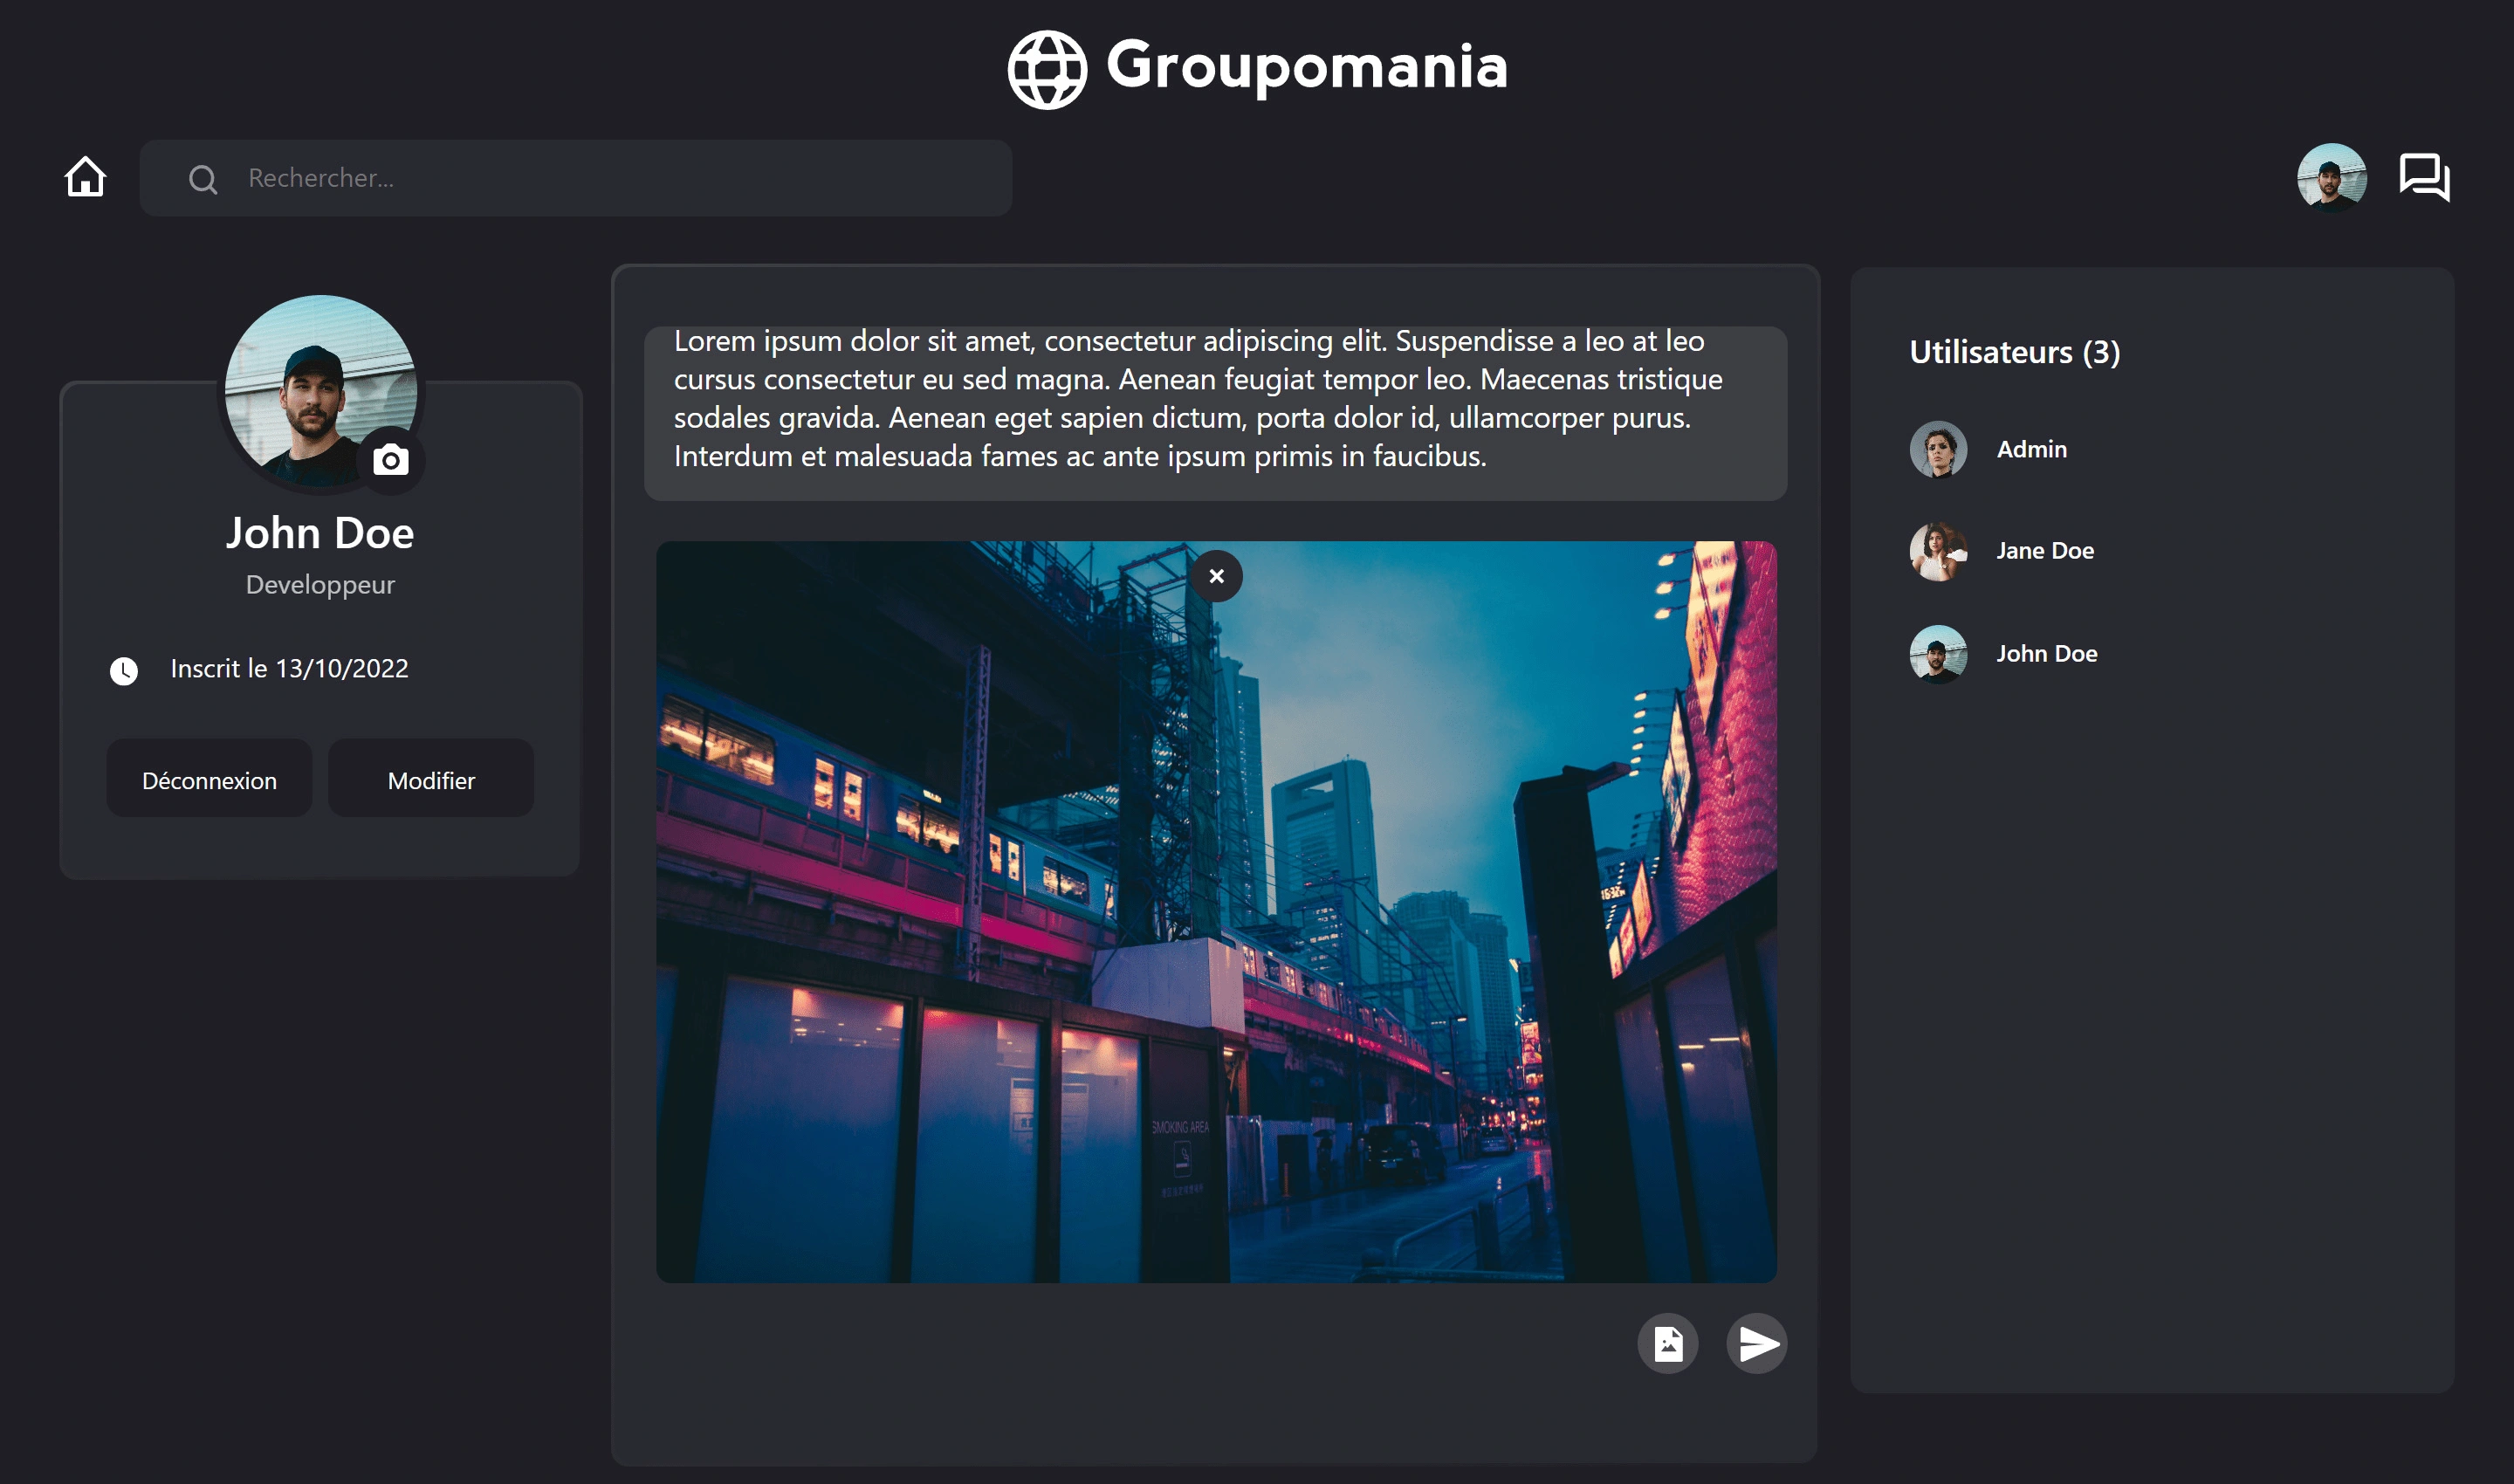 Groupomania
Rechercher...
John Doe
Developpeur
Inscrit le 13/10/2022
Déconnexion
Modifier
Lorem ipsum dolor sit amet, consectetur adipiscing elit. Suspendisse a leo at leo
cursus consectetur eu sed magna. Aenean feugiat tempor leo. Maecenas tristique
sodales gravida. Aenean eget sapien dictum, porta dolor id, ullamcorper purus.
Interdum et malesuada fames ac ante ipsum primis in faucibus.
SMOKING AREA
Utilisateurs (3)
Admin
Jane Doe
John Doe